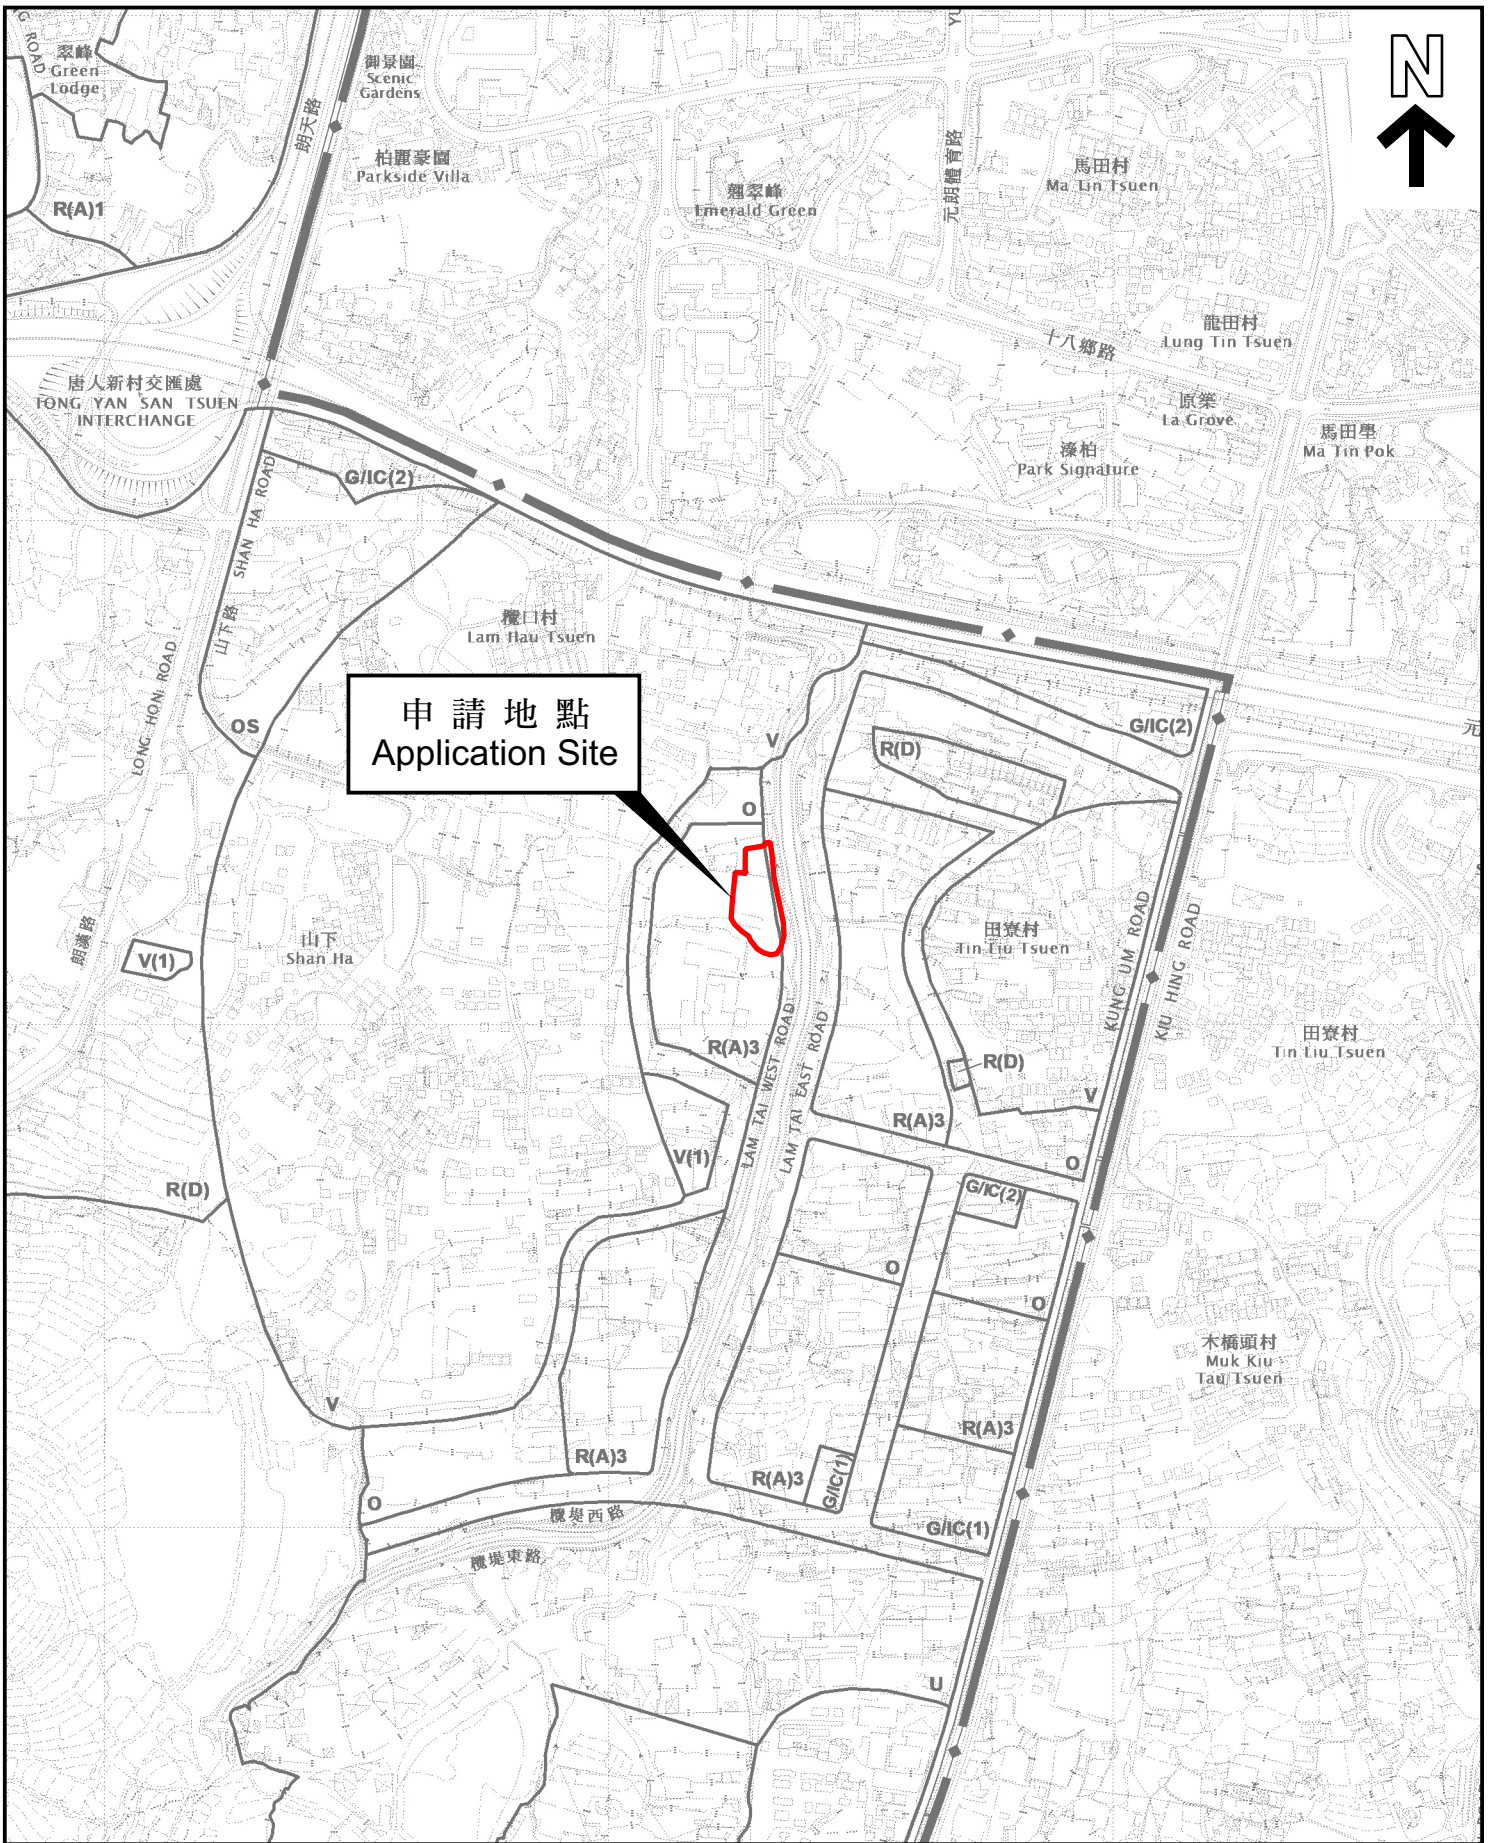 NG ROAD
翠峰
Green
Lodge
御景園
Scenic
Gardens
朗天路
柏麗豪園
Parkside Villa
翹翠峰
Emerald Green
YU
元朗體育路
馬田村
Ma Tin Tsuen
N
R(A)1
龍田村
Lung Tin Tsuen
十八鄉路
唐人新村交匯處
TONG YAN SAN TSUEN
INTERCHANGE
原築
La Grove
馬田壆
Ma Tin Pok
溱柏
Park Signature
G/IC(2)
SHAN HA ROAD
山下路
欖口村
Lam Hau Tsuen
LONG HON ROAD
OS
申請地點
Application Site
V
R(D)
G/IC(2)
元
O
朗漢路
V(1)
山下
Shan Ha
田寮村
Tin Liu Tsuen
KUNG UM ROAD
KIU HING ROAD
田寮村
Tin Liu Tsuen
R(A)3
LAM TAI WEST ROAD
LAM TAI EAST ROAD
R(D)
V
R(A)3
V(1)
O
R(D)
G/IC(2)
O
O
木橋頭村
Muk Kiu
Tau Tsuen
V
R(A)3
R(A)3
R(A)3
G/IC(1)
O
欖堤西路
G/IC(1)
欖堤東路
U